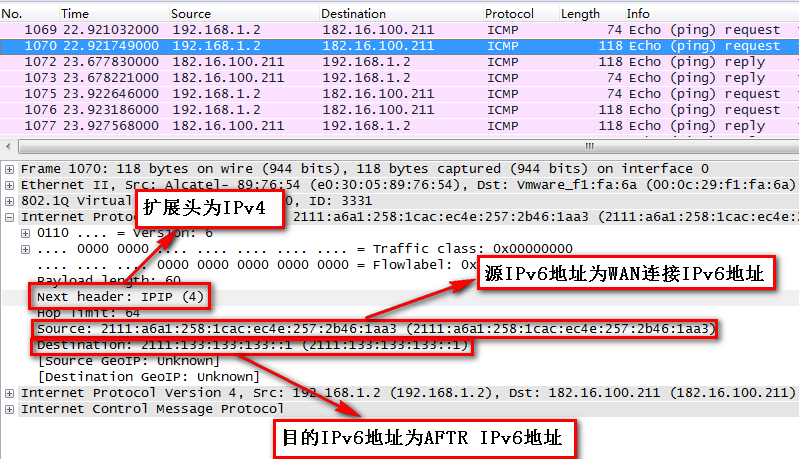 No. Time Source Destination Protocol Length Info
1069 22.921032000 192.168.1.2 182.16.100.211 ICMP 74 Echo (ping) request
1070 22.921749000 192.168.1.2 182.16.100.211 ICMP 118 Echo (ping) request
1072 23.677830000 182.16.100.211 192.168.1.2 ICMP 118 Echo (ping) reply
1073 23.678221000 182.16.100.211 192.168.1.2 ICMP 74 Echo (ping) reply
1075 23.922646000 192.168.1.2 182.16.100.211 ICMP 74 Echo (ping) request
1076 23.923186000 192.168.1.2 182.16.100.211 ICMP 118 Echo (ping) request
1077 23.927568000 182.16.100.211 192.168.1.2 ICMP 118 Echo (ping) reply
Frame 1070: 118 bytes on wire (944 bits), 118 bytes captured (944 bits) on interface 0
Ethernet II, Src: Alcatel-_89:76:54 (e0:30:05:89:76:54), Dst: Vmware_f1:fa:6a (00:0c:29:f1:fa:6a)
802.1Q Virtual 0, ID: 3331
扩展头为IPv4
Internet Protoc 2111:a6a1:258:1cac:ec4e:257:2b46:1aa3 (2111:a6a1:258:1cac:ec4e:2
0110 .... = Version: 6
.... 0000 0000 .... .... .... .... .... = Traffic class: 0x00000000
.... .... .... 0000 0000 0000 0000 0000 = Flowlabel: 0x
源IPv6地址为WAN连接IPv6地址
Payload length: 60
Next header: IPIP (4)
Hop limit: 64
Source: 2111:a6a1:258:1cac:ec4e:257:2b46:1aa3 (2111:a6a1:258:1cac:ec4e:257:2b46:1aa3)
Destination: 2111:133:133:133:133::1 (2111:133:133:133:133::1)
[Source GeoIP: Unknown]
[Destination GeoIP: Unknown]
Internet Protocol Version 4, Src: 192.168.1.2 (192.168.1.2), Dst: 182.16.100.211 (182.16.100.211)
Internet Control Message Protocol
目的IPv6地址为AFTR IPv6地址